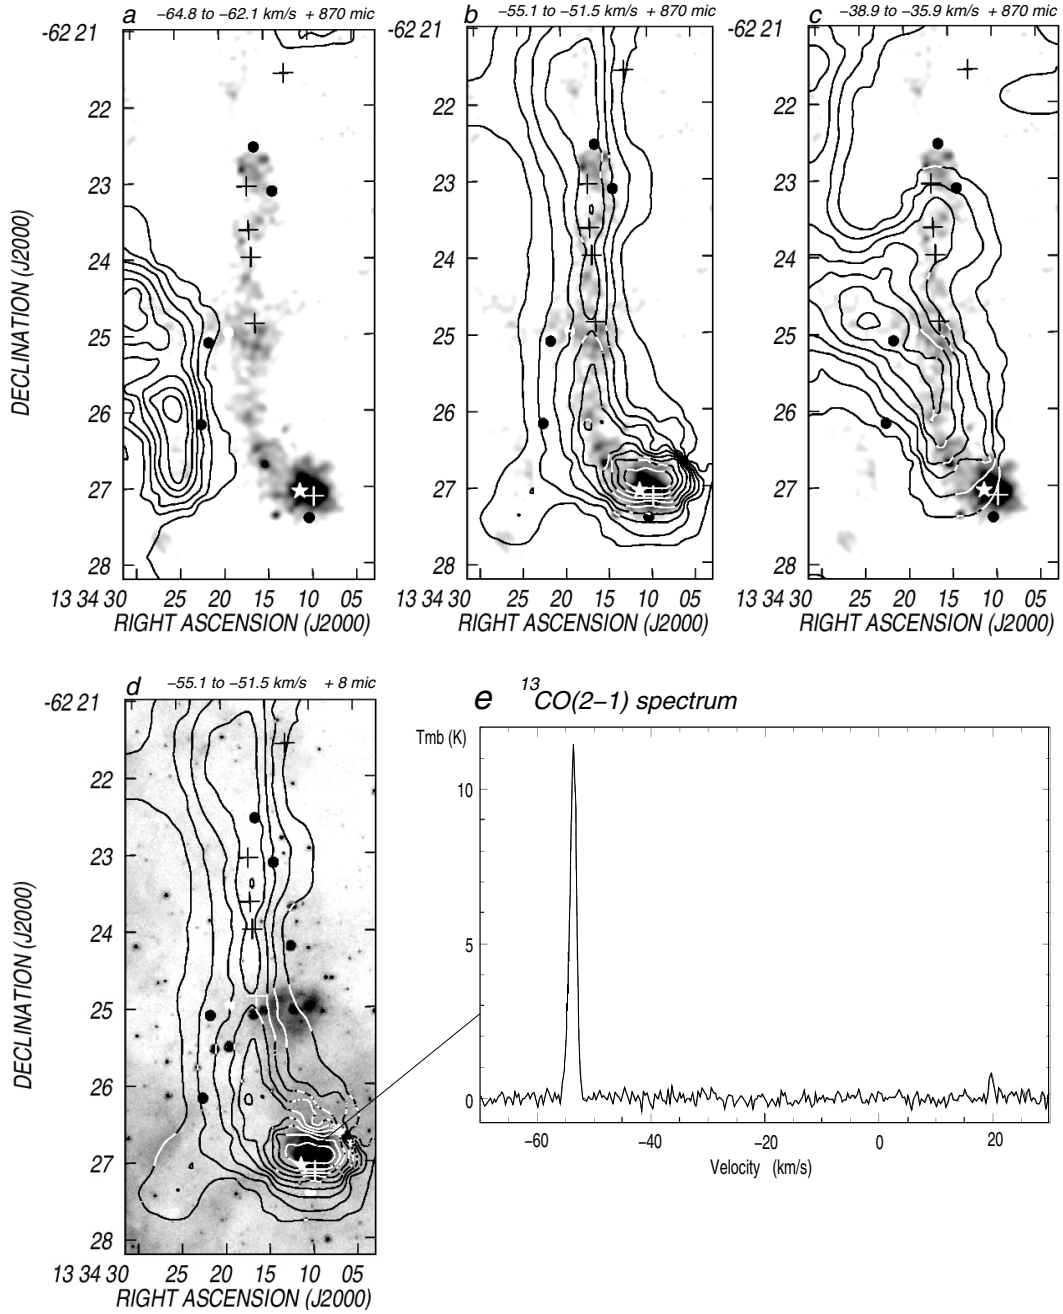 a −64.8 to −62.1 km/s + 870 mic
-62 21
22
23
24
25
26
27
28
DECLINATION (J2000)
13 34 30 25 20 15 10 05
RIGHT ASCENSION (J2000)
b −55.1 to −51.5 km/s + 870 mic
-62 21
22
23
24
25
26
27
28
13 34 30 25 20 15 10 05
RIGHT ASCENSION (J2000)
c −38.9 to −35.9 km/s + 870 mic
-62 21
22
23
24
25
26
27
28
13 34 30 25 20 15 10 05
RIGHT ASCENSION (J2000)
d −55.1 to −51.5 km/s + 8 mic
-62 21
22
23
24
25
26
27
28
DECLINATION (J2000)
13 34 30 25 20 15 10 05
RIGHT ASCENSION (J2000)
e 13CO(2−1) spectrum
Tmb (K)
10
5
0
−60 −40 −20 0 20
Velocity (km/s)